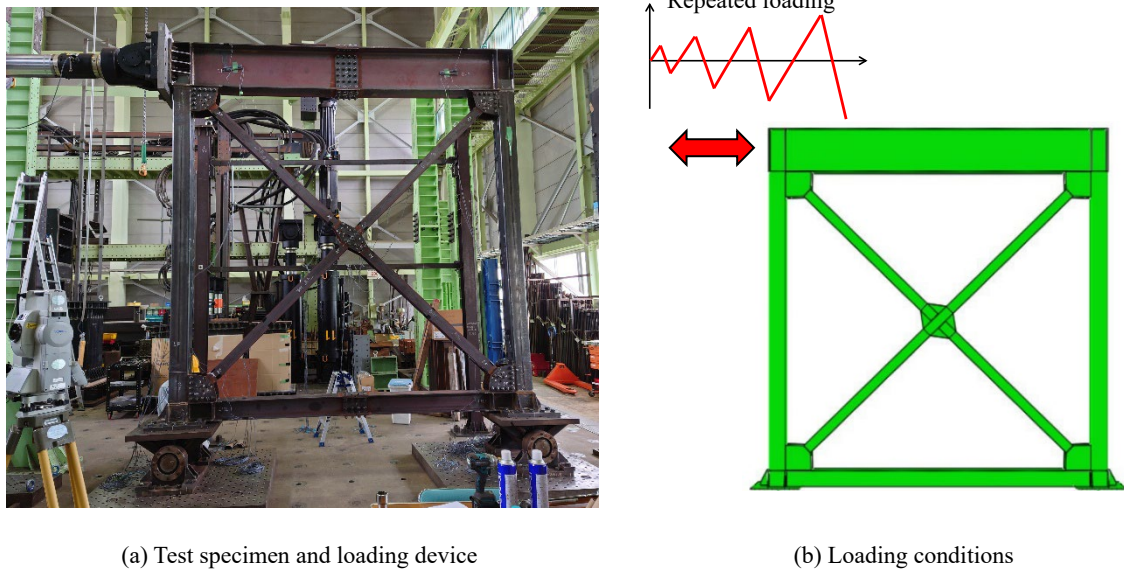 Repeated loading
(a) Test specimen and loading device
(b) Loading conditions